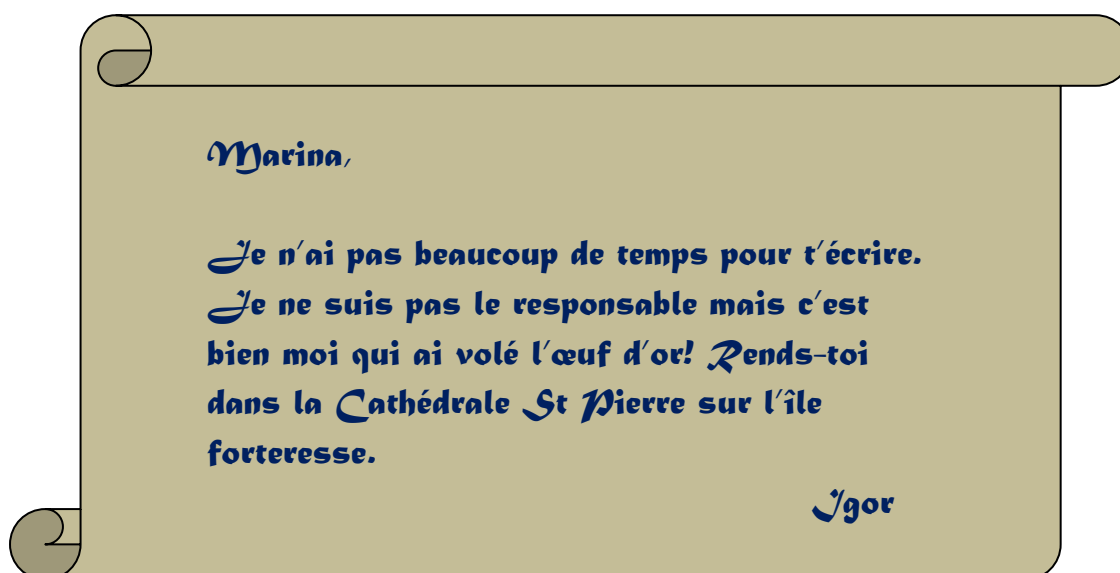 Marina,
Je n'ai pas beaucoup de temps pour t'écrire.
Je ne suis pas le responsable mais c'est
bien moi qui ai volé l'œuf d'or! Rends-toi
dans la Cathédrale St Pierre sur l'île
forteresse.
Igor